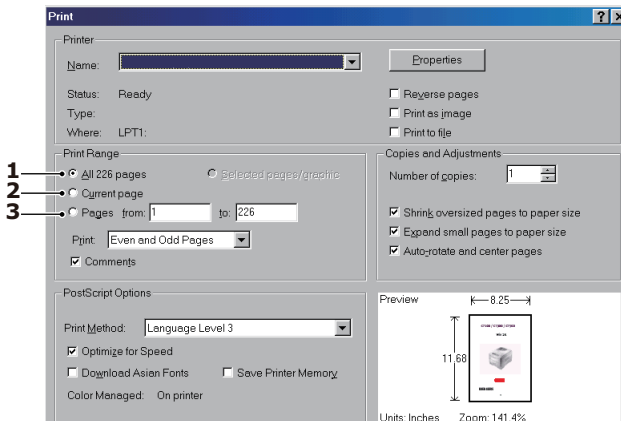 Print
Printer
Name:
Properties
Status: Ready
Reverse pages
Type:
Print as image
Where: LPT1:
Print to file
Print Range
Copies and Adjustments
1 All 226 pages
Selected pages/graphic
Number of copies: 1
2 Current page
3 Pages from: 1 to: 226
Shrink oversized pages to paper size
Expand small pages to paper size
Print: Even and Odd Pages
Auto-rotate and center pages
Comments
PostScript Options
Preview
8.25
Print Method: Language Level 3
Optimize for Speed
11.68
Download Asian Fonts
Save Printer Memory
Color Managed: On printer
Units: Inches Zoom: 141.4%